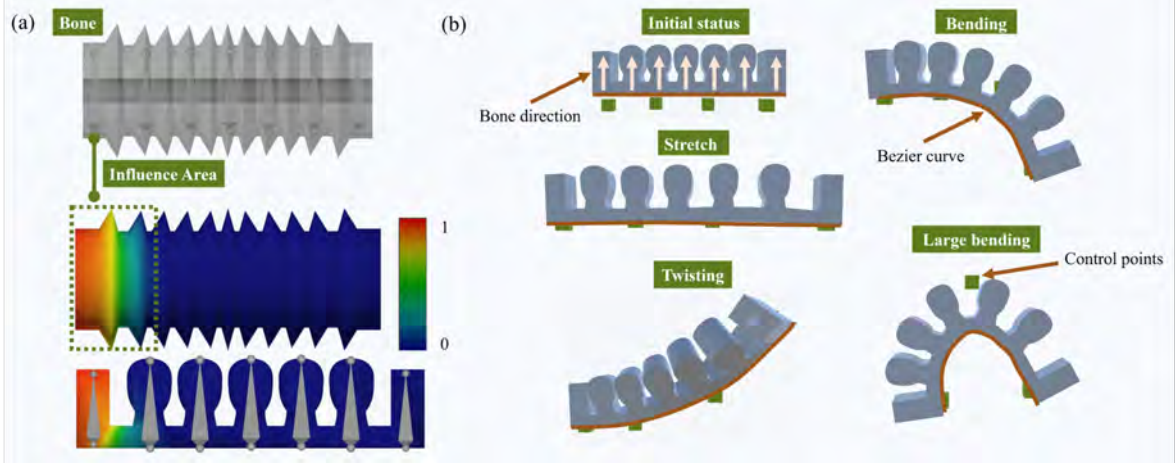 (a)
Bone
Influence Area
1
0
(b)
Initial status
Bone direction
Stretch
Twisting
Bending
Bezier curve
Large bending
Control points